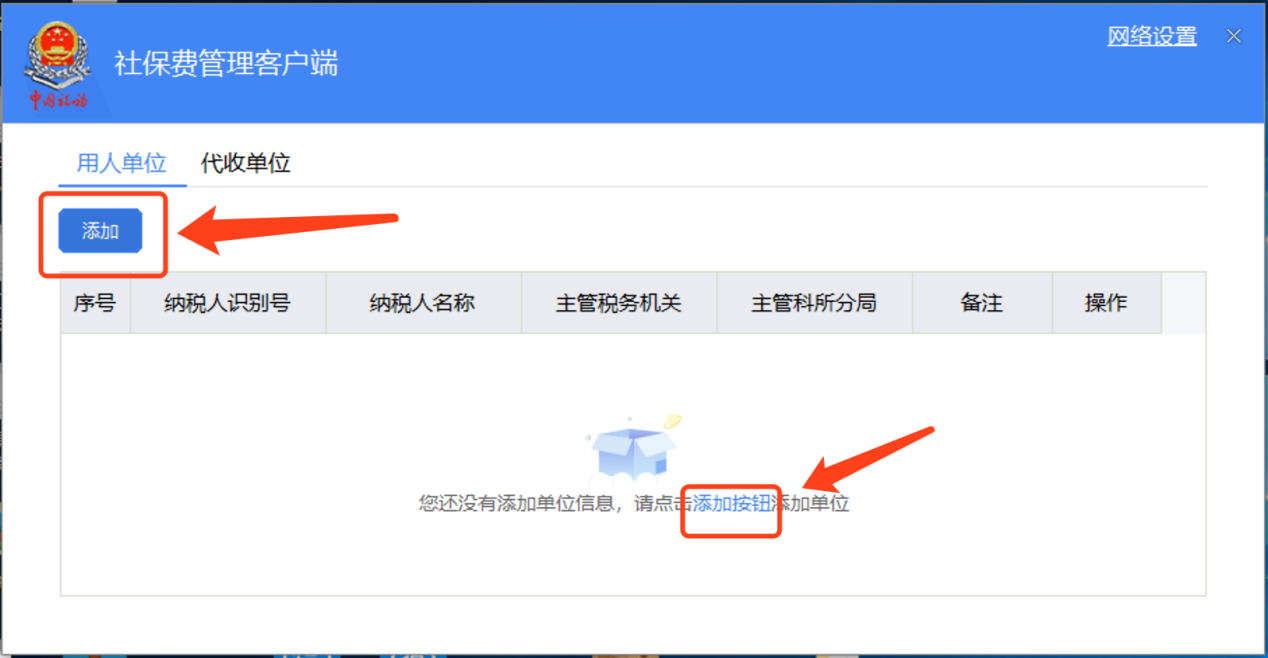 网络设置
社保费管理客户端
中国税务
用人单位 代收单位
添加
序号 纳税人识别号 纳税人名称 主管税务机关 主管科所分局 备注 操作
您还没有添加单位信息，请点击添加按钮添加单位